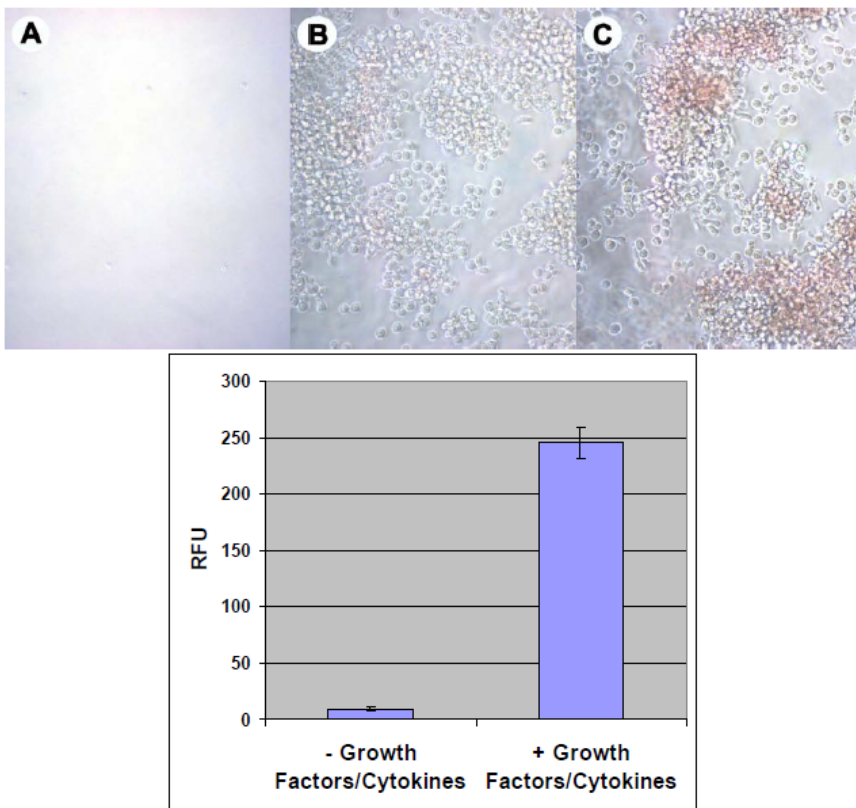 A
B
C
300
250
200
150
100
50
0
RFU
- Growth
Factors/Cytokines
+ Growth
Factors/Cytokines